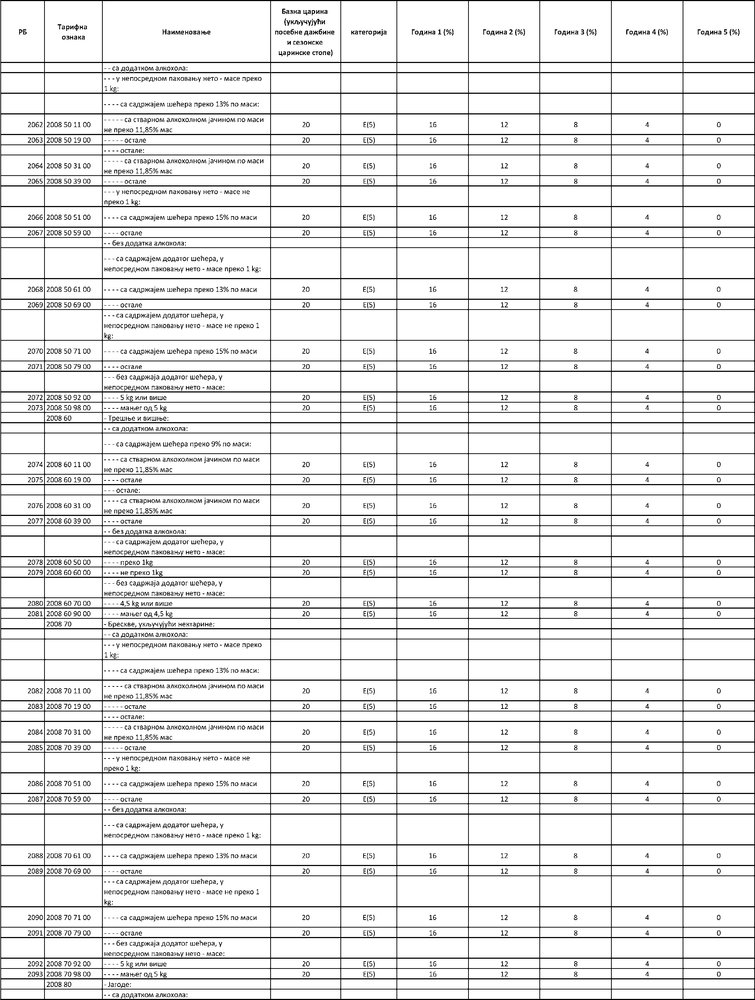 РБ Тарифна ознака Наименовање Базна царина (укључујући посебне дажбине и сезонске царинске стопе) категорија Година 1 (%) Година 2 (%) Година 3 (%) Година 4 (%) Година 5 (%)
- - са додатком алкохола:
- - - у непосредном паковању нето - масе преко
1 kg:
- - - - са садржајем шећера преко 13% по маси:
2062 2008 50 11 00 - - - - - са стварном алкохолном јачином по маси
не преко 11,85% мас 20 E(5) 16 12 8 4 0
2063 2008 50 19 00 - - - - - остале 20 E(5) 16 12 8 4 0
- - - - остале:
2064 2008 50 31 00 - - - - - са стварном алкохолном јачином по маси
не преко 11,85% мас 20 E(5) 16 12 8 4 0
2065 2008 50 39 00 - - - - - остале 20 E(5) 16 12 8 4 0
- - - у непосредном паковању нето - масе не
преко 1 kg:
2066 2008 50 51 00 - - - - са садржајем шећера преко 15% по маси 20 E(5) 16 12 8 4 0
2067 2008 50 59 00 - - - - остале 20 E(5) 16 12 8 4 0
- - без додатка алкохола:
- - - са садржајем додатог шећера, у
непосредном паковању нето - масе преко 1 kg:
2068 2008 50 61 00 - - - - са садржајем шећера преко 13% по маси 20 E(5) 16 12 8 4 0
2069 2008 50 69 00 - - - - остале 20 E(5) 16 12 8 4 0
- - - са садржајем додатог шећера, у
непосредном паковању нето - масе не преко 1
kg:
2070 2008 50 71 00 - - - - са садржајем шећера преко 15% по маси 20 E(5) 16 12 8 4 0
2071 2008 50 79 00 - - - - остале 20 E(5) 16 12 8 4 0
- - - без садржаја додатог шећера, у
непосредном паковању нето - масе:
2072 2008 50 92 00 - - - - 5 kg или више 20 E(5) 16 12 8 4 0
2073 2008 50 98 00 - - - - мањег од 5 kg 20 E(5) 16 12 8 4 0
2008 60 - Трешње и вишње:
- - са додатком алкохола:
- - - са садржајем шећера преко 9% по маси:
2074 2008 60 11 00 - - - - са стварном алкохолном јачином по маси
не преко 11,85% мас 20 E(5) 16 12 8 4 0
2075 2008 60 19 00 - - - - остале 20 E(5) 16 12 8 4 0
- - - остале:
2076 2008 60 31 00 - - - - са стварном алкохолном јачином по маси
не преко 11,85% мас 20 E(5) 16 12 8 4 0
2077 2008 60 39 00 - - - - остале 20 E(5) 16 12 8 4 0
- - без додатка алкохола:
- - - са садржајем додатог шећера, у
непосредном паковању нето - масе:
2078 2008 60 50 00 - - - - преко 1kg 20 E(5) 16 12 8 4 0
2079 2008 60 60 00 - - - - не преко 1kg 20 E(5) 16 12 8 4 0
- - - без садржаја додатог шећера, у
непосредном паковању нето - масе:
2080 2008 60 70 00 - - - - 4,5 kg или више 20 E(5) 16 12 8 4 0
2081 2008 60 90 00 - - - - мањег од 4,5 kg 20 E(5) 16 12 8 4 0
2008 70 - Брескве, укључујући нектарине:
- - са додатком алкохола:
- - - у непосредном паковању нето - масе преко
1 kg:
- - - - са садржајем шећера преко 13% по маси:
2082 2008 70 11 00 - - - - - са стварном алкохолном јачином по маси
не преко 11,85% мас 20 E(5) 16 12 8 4 0
2083 2008 70 19 00 - - - - - остале 20 E(5) 16 12 8 4 0
- - - - остале:
2084 2008 70 31 00 - - - - - са стварном алкохолном јачином по маси
не преко 11,85% мас 20 E(5) 16 12 8 4 0
2085 2008 70 39 00 - - - - - остале 20 E(5) 16 12 8 4 0
- - - у непосредном паковању нето - масе не
преко 1 kg:
2086 2008 70 51 00 - - - - са садржајем шећера преко 15% по маси 20 E(5) 16 12 8 4 0
2087 2008 70 59 00 - - - - остале 20 E(5) 16 12 8 4 0
- - без додатка алкохола:
- - - са садржајем додатог шећера, у
непосредном паковању нето - масе преко 1 kg:
2088 2008 70 61 00 - - - - са садржајем шећера преко 13% по маси 20 E(5) 16 12 8 4 0
2089 2008 70 69 00 - - - - остале 20 E(5) 16 12 8 4 0
- - - са садржајем додатог шећера, у
непосредном паковању нето - масе не преко 1
kg:
2090 2008 70 71 00 - - - - са садржајем шећера преко 15% по маси 20 E(5) 16 12 8 4 0
2091 2008 70 79 00 - - - - остале 20 E(5) 16 12 8 4 0
- - - без садржаја додатог шећера, у
непосредном паковању нето - масе:
2092 2008 70 92 00 - - - - 5 kg или више 20 E(5) 16 12 8 4 0
2093 2008 70 98 00 - - - - мањег од 5 kg 20 E(5) 16 12 8 4 0
2008 80 - Јагоде:
- - са додатком алкохола: